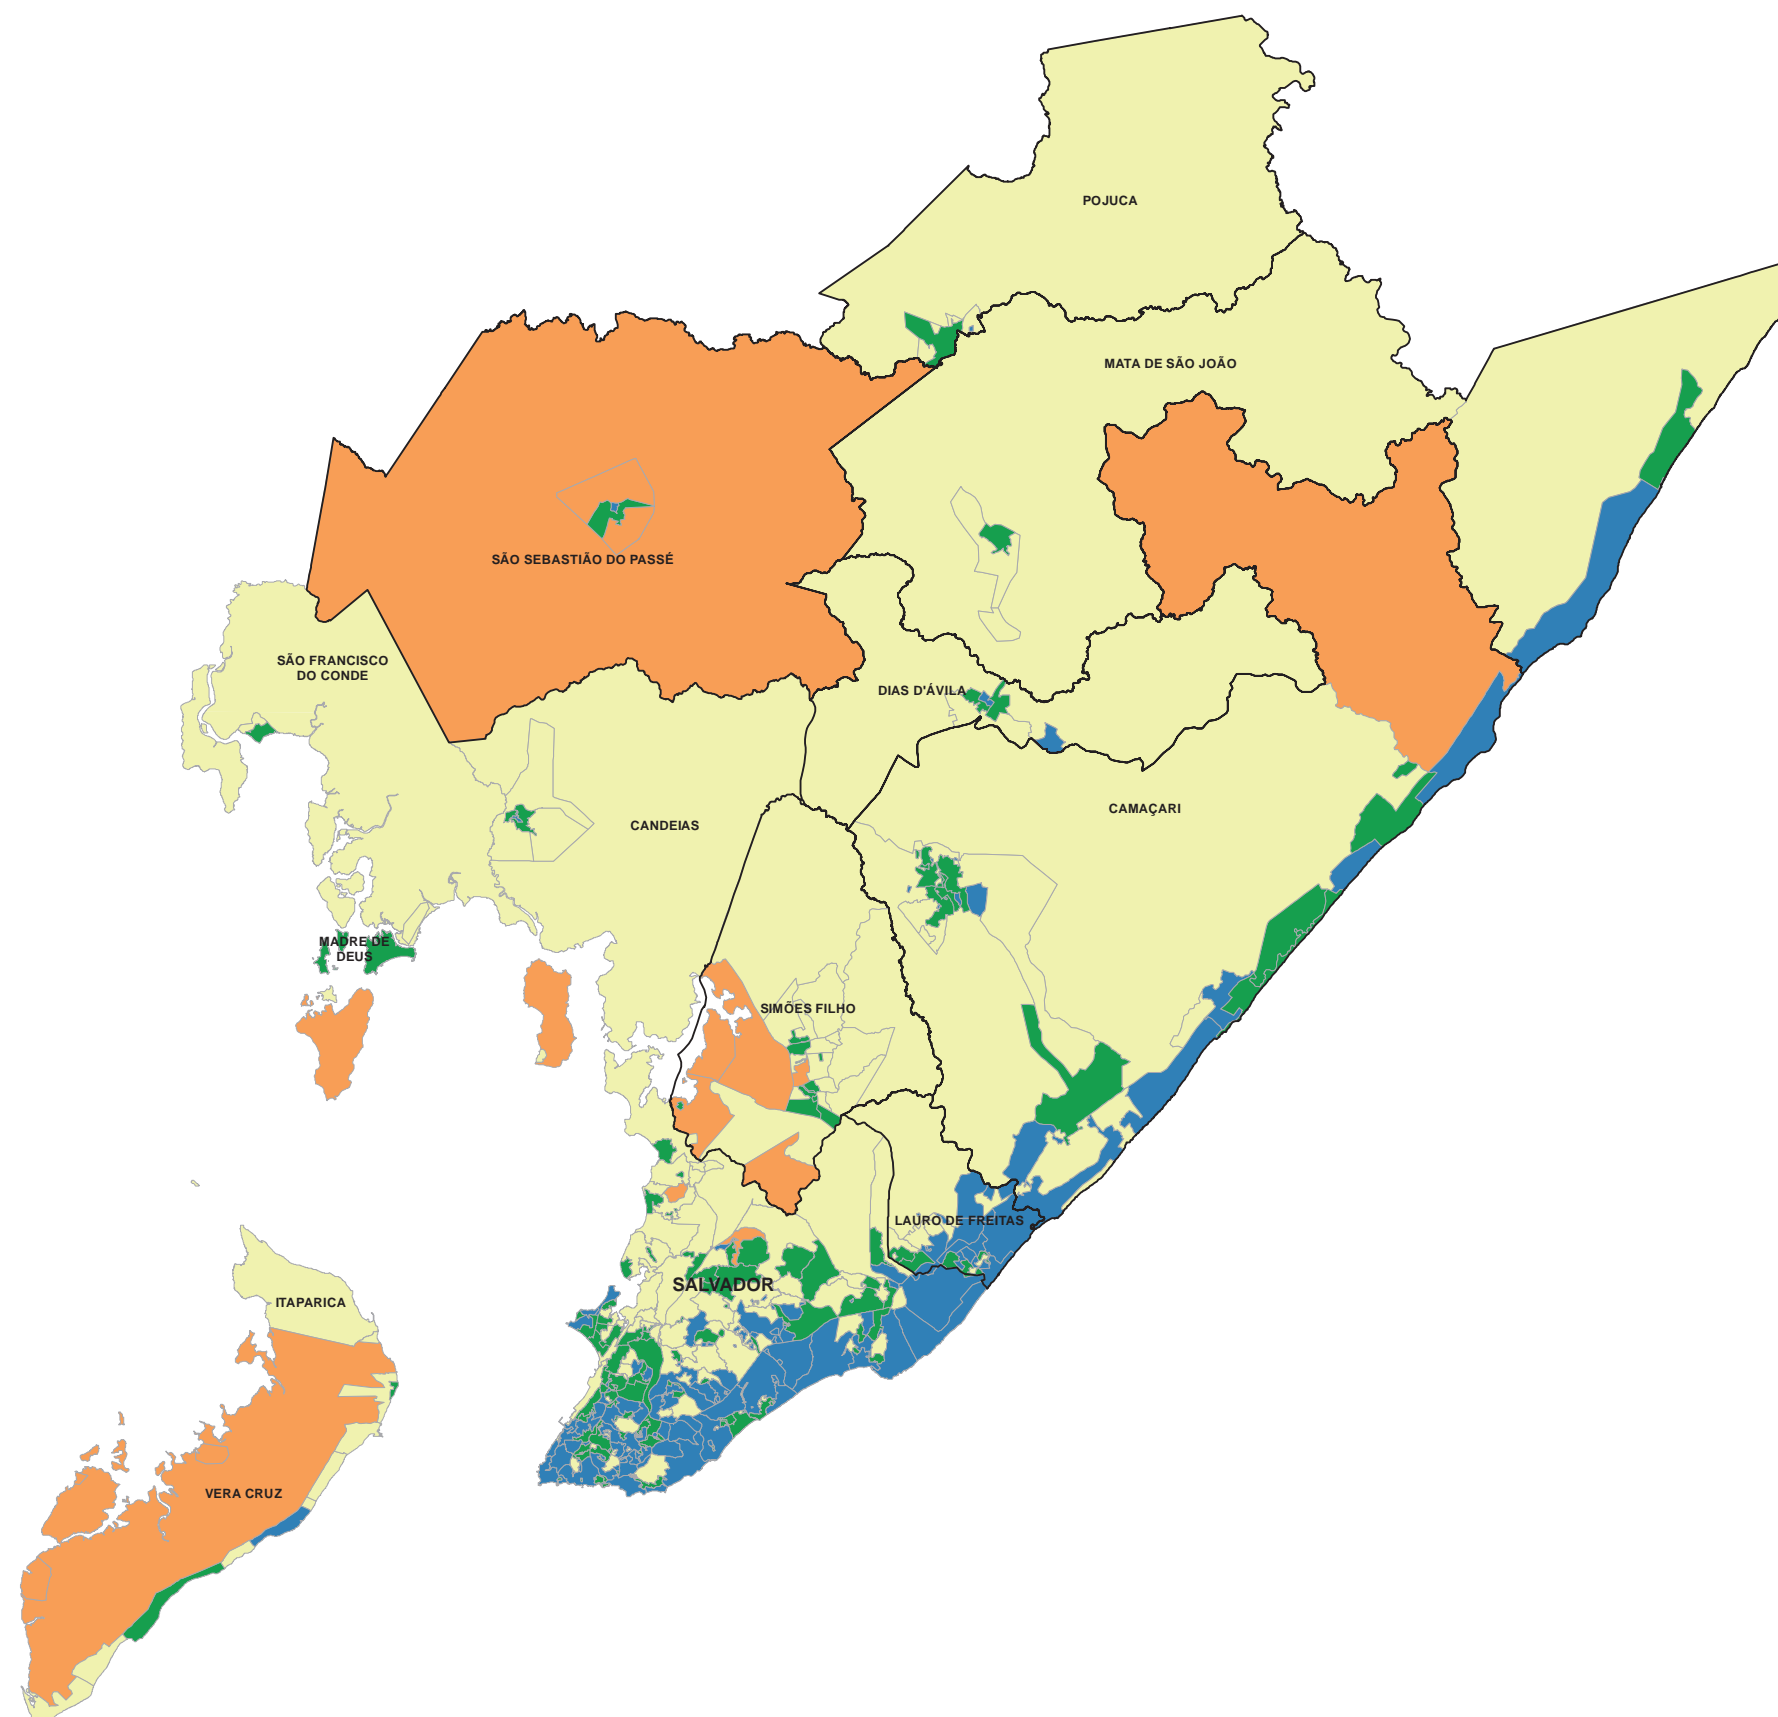 POJUCA
MATA DE SÃO JOÃO
SÃO SEBASTIÃO DO PASSÉ
SÃO FRANCISCO
DO CONDE
DIAS D'ÁVILA
CAMAÇARI
CANDEIAS
MADRE DE
DEUS
SIMÕES FILHO
LAURO DE FREITAS
SALVADOR
ITAPARICA
VERA CRUZ